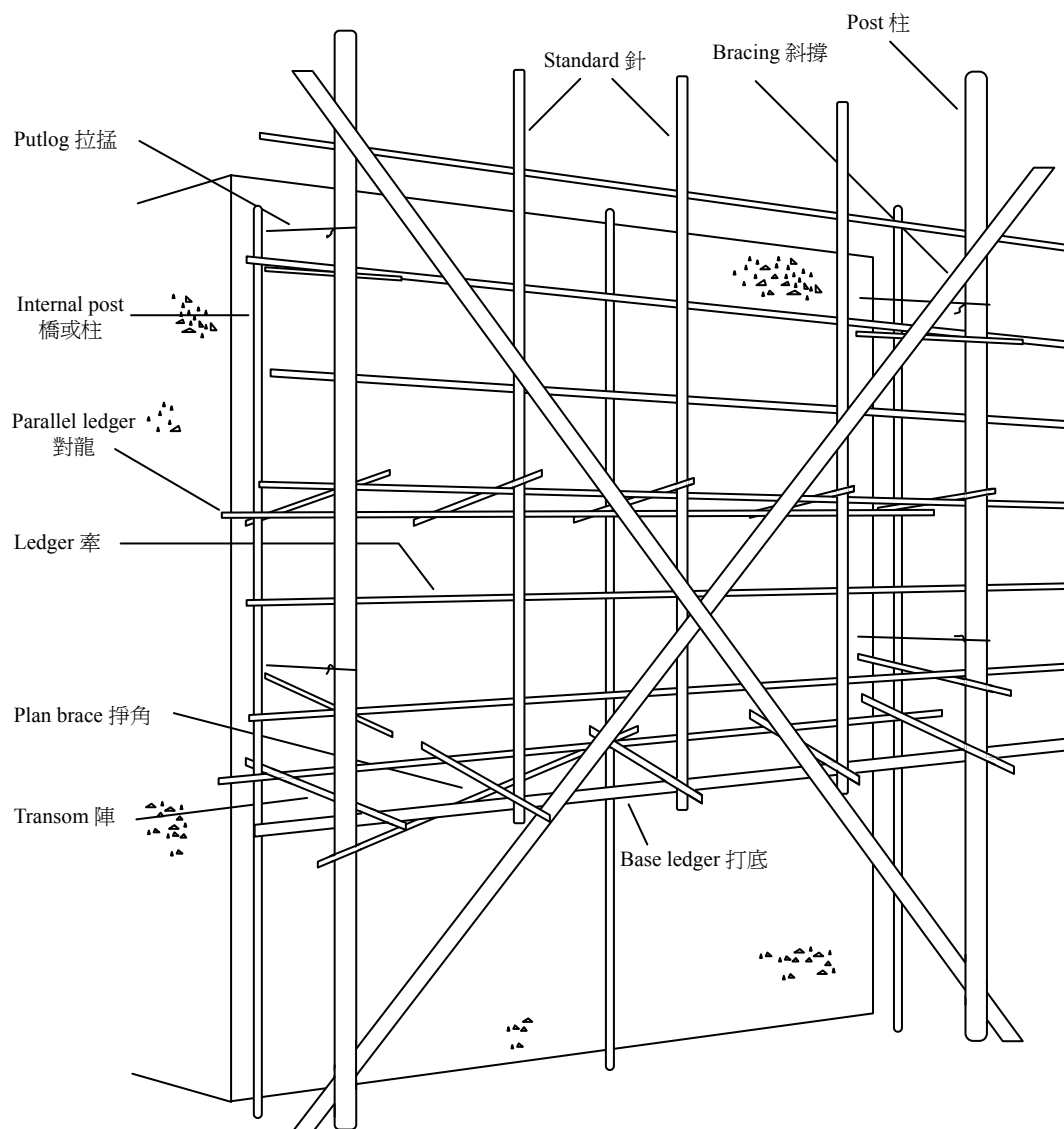 Post 柱
Standard 針
Bracing 斜撐
Putlog 拉掹
Internal post
橋或柱
Parallel ledger
對龍
Ledger 牽
Plan brace 掙角
Transom 陣
Base ledger 打底